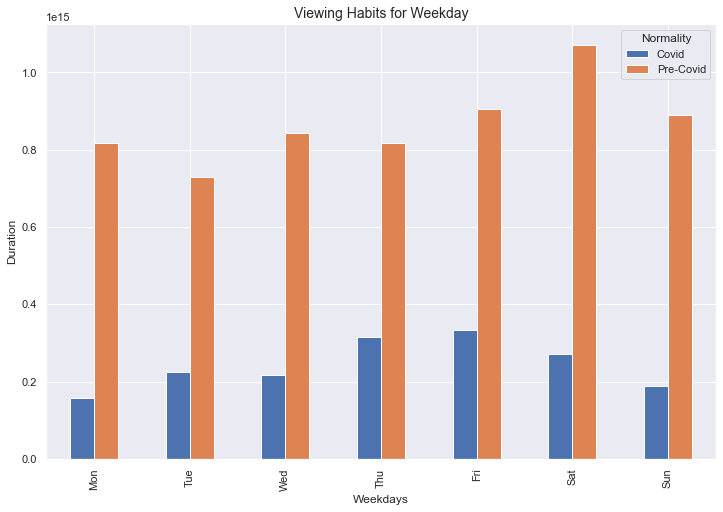 Viewing Habits for Weekday
1e15
Normality
Covid
Pre-Covid
1.0
0.8
0.6
0.4
0.2
0.0
Duration
Mon
Tue
Wed
Thu
Fri
Sat
Sun
Weekdays